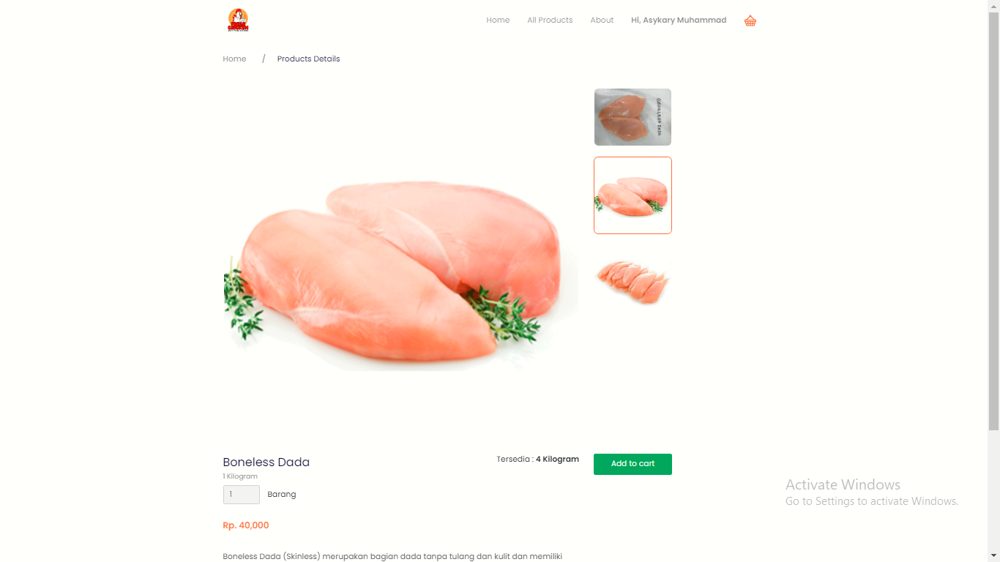 Home
All Products
About
Hi, Asykary Muhammad
Home / Products Details
Boneless Dada
1 Kilogram
Tersedia : 4 Kilogram
Add to cart
1 Barang
Rp. 40,000
Boneless Dada (Skinless) merupakan bagian dada tanpa tulang dan kulit dan memiliki
Activate Windows
Go to Settings to activate Windows.